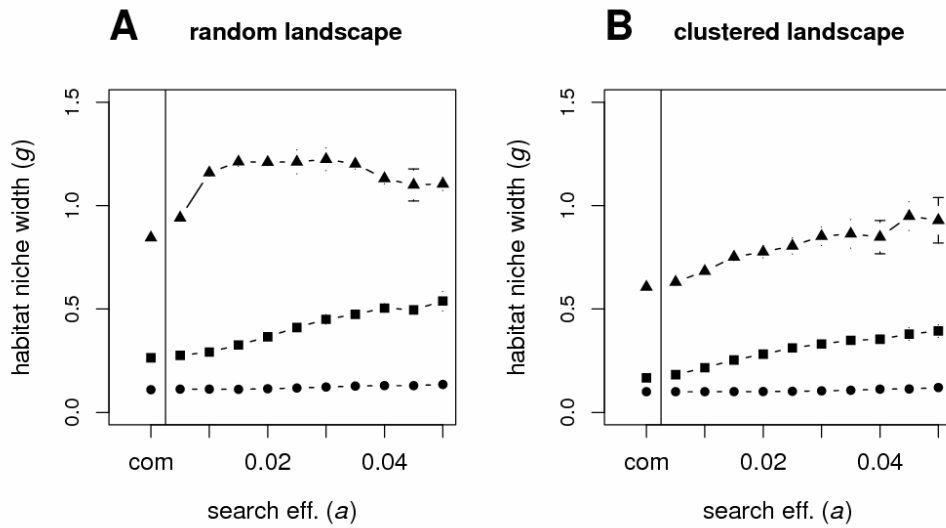 A random landscape
habitat niche width (g)
1.5
1.0
0.5
0.0
com 0.02 0.04
search eff. (a)
B clustered landscape
habitat niche width (g)
1.5
1.0
0.5
0.0
com 0.02 0.04
search eff. (a)